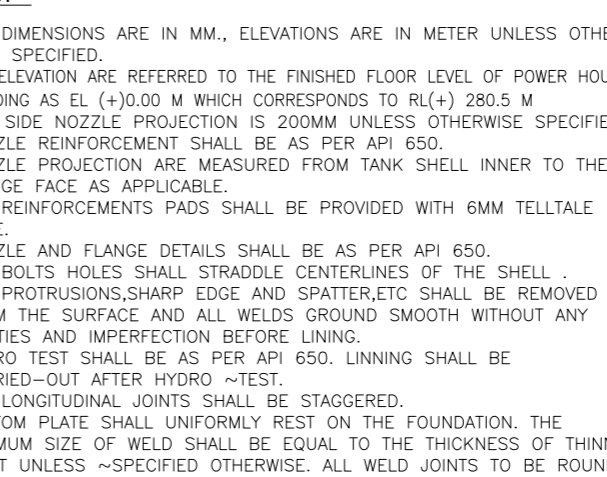 DIMENSIONS ARE IN MM., ELEVATIONS ARE IN METER UNLESS OTHE
SPECIFIED.
ELEVATION ARE REFERRED TO THE FINISHED FLOOR LEVEL OF POWER HOU
DING AS EL (+)0.00 M WHICH CORRESPONDS TO RL(+) 280.5 M
SIDE NOZZLE PROJECTION IS 200MM UNLESS OTHERWISE SPECIFIE
ZLE REINFORCEMENT SHALL BE AS PER API 650.
ZLE PROJECTION ARE MEASURED FROM TANK SHELL INNER TO THE
GE FACE AS APPLICABLE.
REINFORCEMENTS PADS SHALL BE PROVIDED WITH 6MM TELLTALE
E.
ZLE AND FLANGE DETAILS SHALL BE AS PER API 650.
BOLTS HOLES SHALL STRADDLE CENTERLINES OF THE SHELL .
PROTRUSIONS,SHARP EDGE AND SPATTER,ETC SHALL BE REMOVED
M THE SURFACE AND ALL WELDS GROUND SMOOTH WITHOUT ANY
TIES AND IMPERFECTION BEFORE LINING.
RO TEST SHALL BE AS PER API 650. LINNING SHALL BE
RIED-OUT AFTER HYDRO ~TEST.
LONGITUDINAL JOINTS SHALL BE STAGGERED.
TOM PLATE SHALL UNIFORMLY REST ON THE FOUNDATION. THE
MUM SIZE OF WELD SHALL BE EQUAL TO THE THICKNESS OF THINN
T UNLESS ~SPECIFIED OTHERWISE. ALL WELD JOINTS TO BE ROUN